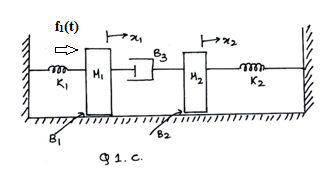 f₁(t)
x₁
x₂
B₃
K₁
M₁
M₂
K₂
B₁
B₂
Q 1. C.